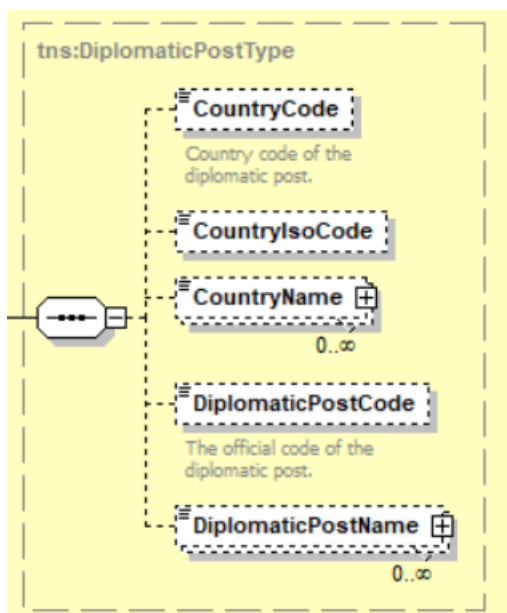 tns:DiplomaticPostType
CountryCode
Country code of the
diplomatic post.
CountryIsoCode
CountryName
0..∞
DiplomaticPostCode
The official code of the
diplomatic post.
DiplomaticPostName
0..∞